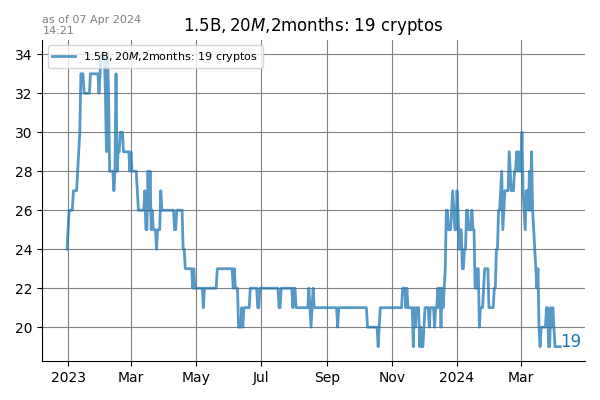 as of 07 Apr 2024
14:21
1.5B, 20M,2months: 19 cryptos
1.5B, 20M,2months: 19 cryptos
34
32
30
28
26
24
22
20
19
2023 Mar May Jul Sep Nov 2024 Mar